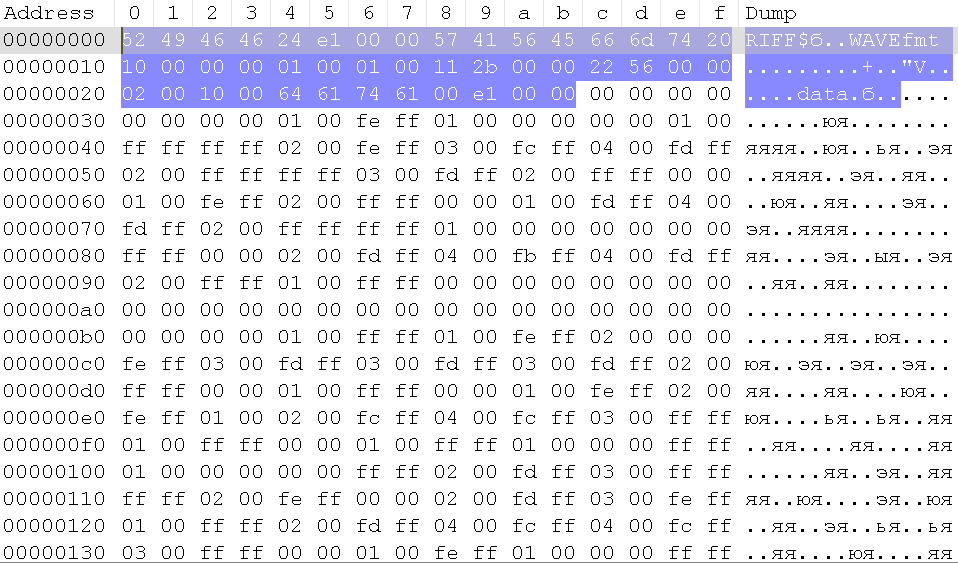 Address 0 1 2 3 4 5 6 7 8 9 a b c d e f Dump
00000000 52 49 46 46 24 e1 00 00 57 41 56 45 66 6d 74 20 RIFF$б..WAVEfmt
00000010 10 00 00 00 01 00 01 00 11 2b 00 00 22 56 00 00 .........+.."V..
00000020 02 00 10 00 64 61 74 61 00 e1 00 00 00 00 00 00 ....data.б......
00000030 00 00 00 00 01 00 fe ff 01 00 00 00 00 00 01 00 ......юя........
00000040 ff ff ff ff 02 00 fe ff 03 00 fc ff 04 00 fd ff яяяя..юя..ья..эя
00000050 02 00 ff ff ff ff 03 00 fd ff 02 00 ff ff 00 00 ..яяяя..эя..яя..
00000060 01 00 fe ff 02 00 ff ff 00 00 01 00 fd ff 04 00 ..юя..яя....эя..
00000070 fd ff 02 00 ff ff ff ff 01 00 00 00 00 00 00 00 эя..яяяя........
00000080 ff ff 00 00 02 00 fd ff 04 00 fb ff 04 00 fd ff яя....эя..ыя..эя
00000090 02 00 ff ff 01 00 ff ff 00 00 00 00 00 00 00 00 ..яя..яя........
000000a0 00 00 00 00 00 00 00 00 00 00 00 00 00 00 00 00 ................
000000b0 00 00 00 00 01 00 ff ff 01 00 fe ff 02 00 00 00 ......яя..юя....
000000c0 fe ff 03 00 fd ff 03 00 fd ff 03 00 fd ff 02 00 юя..эя..эя..эя..
000000d0 ff ff 00 00 01 00 ff ff 00 00 01 00 fe ff 02 00 яя....яя....юя..
000000e0 fe ff 01 00 02 00 fc ff 04 00 fc ff 03 00 ff ff юя....ья..ья..яя
000000f0 01 00 ff ff 00 00 01 00 ff ff 01 00 00 00 ff ff ..яя....яя....яя
00000100 01 00 00 00 00 00 ff ff 02 00 fd ff 03 00 ff ff ......яя..эя..яя
00000110 ff ff 02 00 fe ff 00 00 02 00 fd ff 03 00 fe ff яя..юя....эя..юя
00000120 01 00 ff ff 02 00 fd ff 04 00 fc ff 04 00 fc ff ..яя..эя..ья..ья
00000130 03 00 ff ff 00 00 01 00 fe ff 01 00 00 00 ff ff ..яя....юя....яя